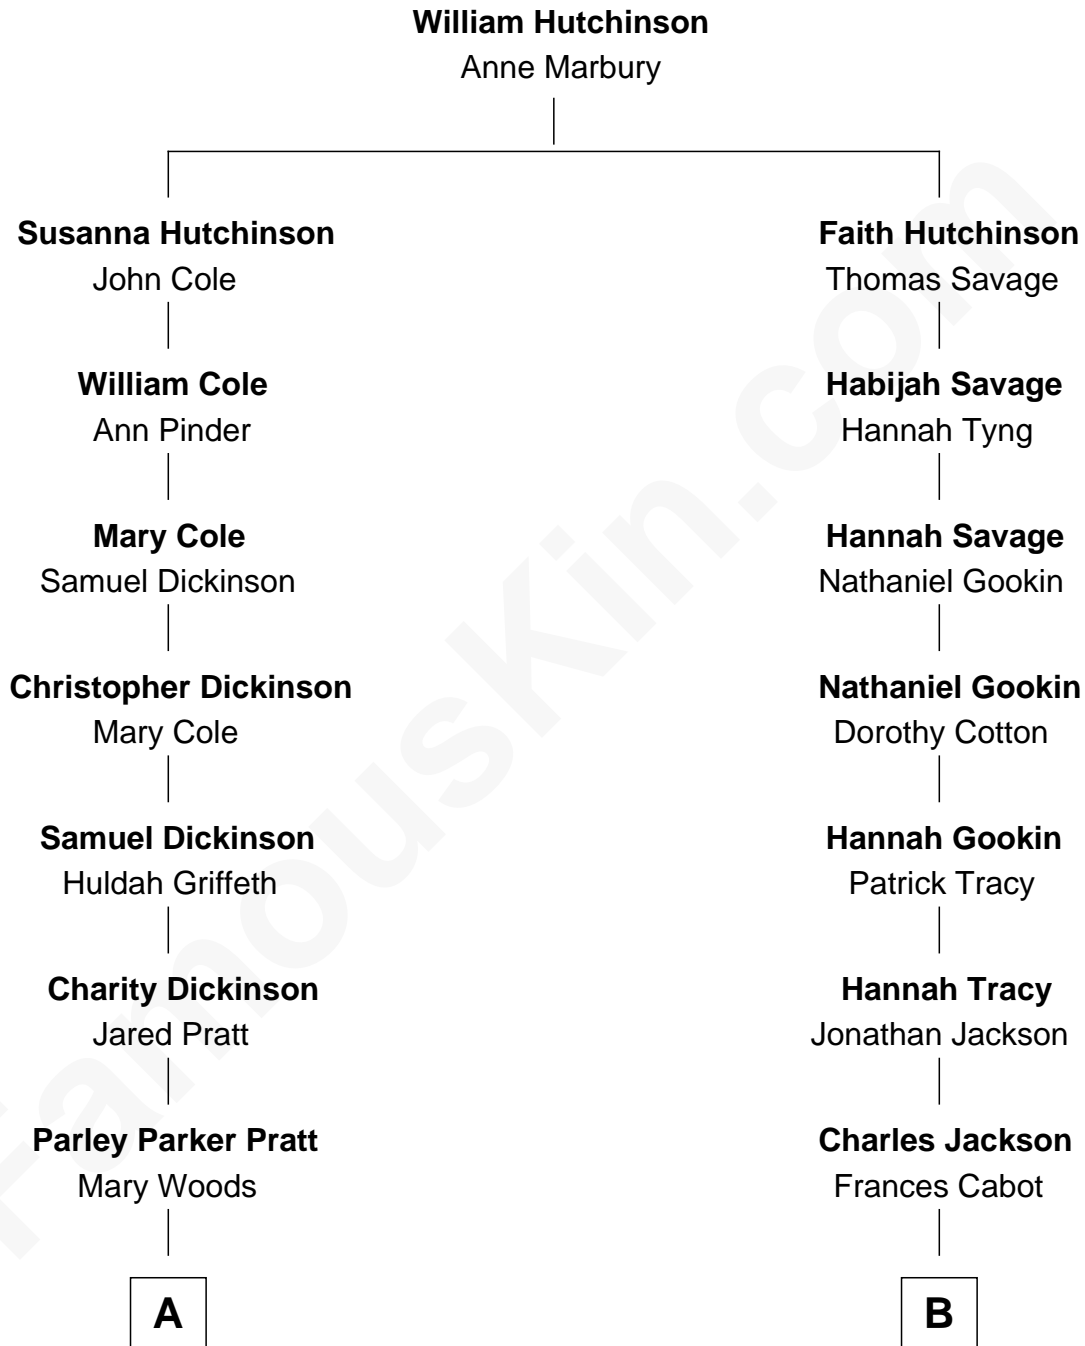 William Hutchinson
Anne Marbury
Susanna Hutchinson
John Cole
Faith Hutchinson
Thomas Savage
William Cole
Ann Pinder
Habijah Savage
Hannah Tyng
Mary Cole
Samuel Dickinson
Hannah Savage
Nathaniel Gookin
Christopher Dickinson
Mary Cole
Nathaniel Gookin
Dorothy Cotton
Samuel Dickinson
Huldah Griffeth
Hannah Gookin
Patrick Tracy
Charity Dickinson
Jared Pratt
Hannah Tracy
Jonathan Jackson
Parley Parker Pratt
Mary Woods
Charles Jackson
Frances Cabot
A
B
FamousKin.com